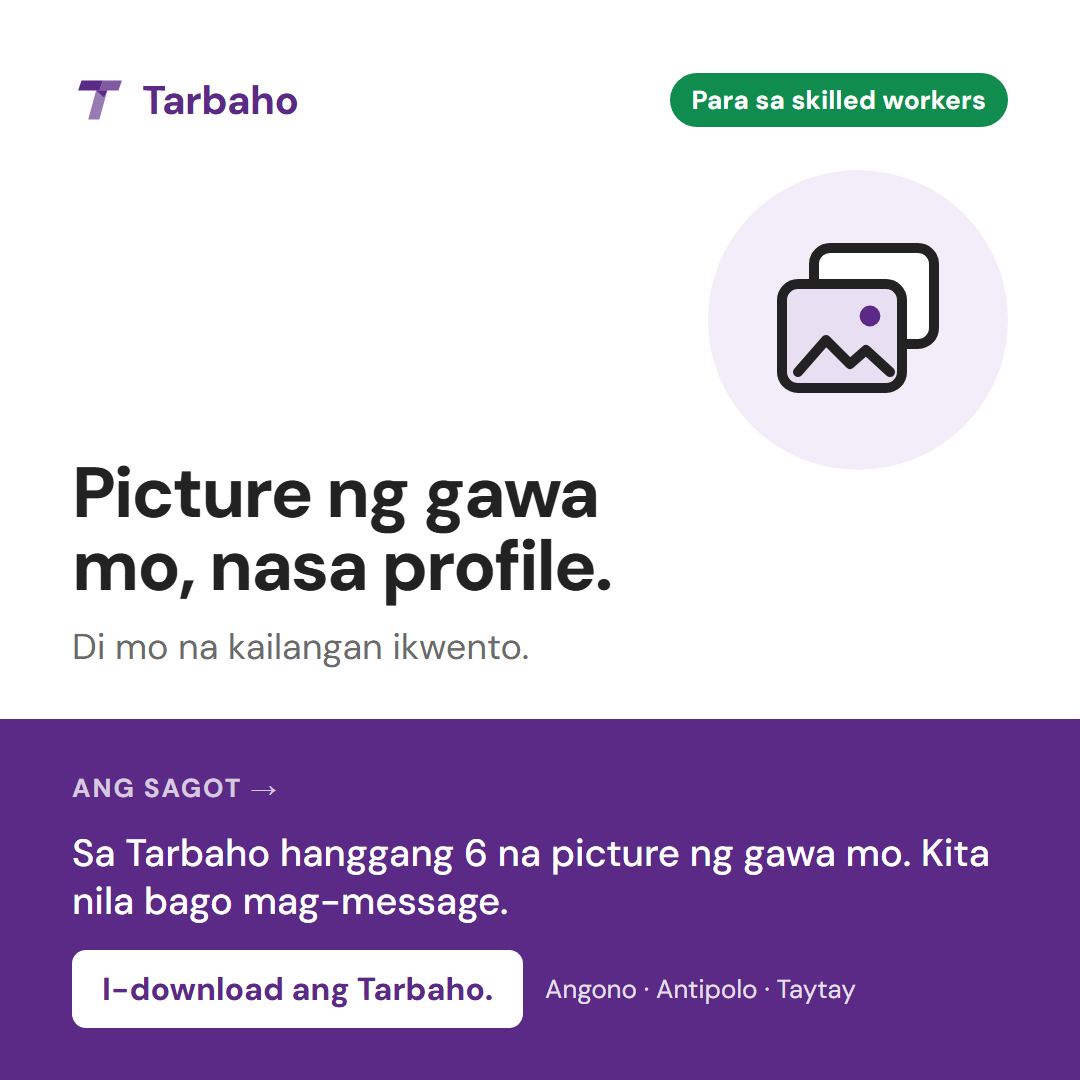 Tarbaho
Para sa skilled workers
Picture ng gawa
mo, nasa profile.
Di mo na kailangan ikwento.
ANG SAGOT →
Sa Tarbaho hanggang 6 na picture ng gawa mo. Kita
nila bago mag-message.
I-download ang Tarbaho.
Angono · Antipolo · Taytay